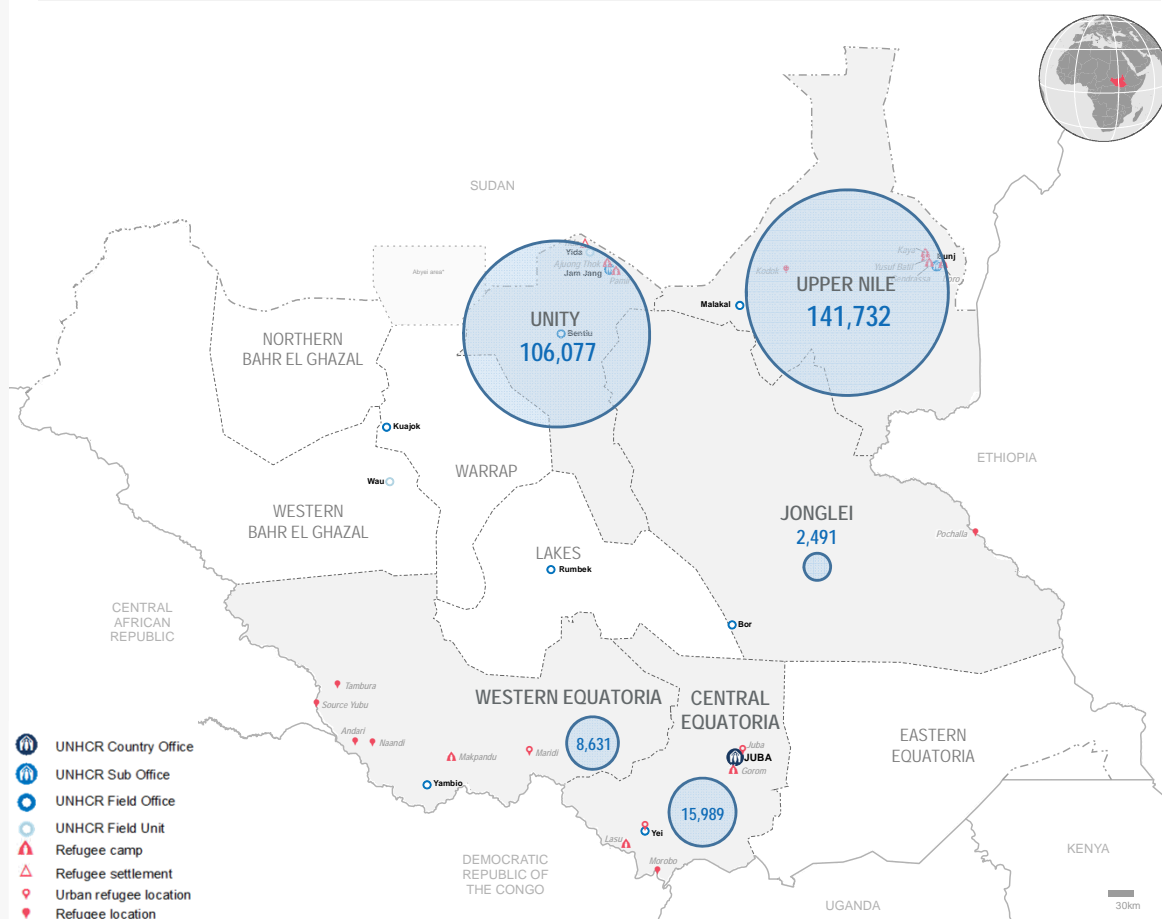 SUDAN
Abyei area*
Yida
Ajuong Thok
Jam Jang
Pamir
UNITY
Bentiu
106,077
Kodok
Malakal
Kaya
Bunj
Yusuf Batil
Gendrassa
Doro
UPPER NILE
141,732
NORTHERN
BAHR EL GHAZAL
Kuajok
WARRAP
Wau
WESTERN
BAHR EL GHAZAL
ETHIOPIA
JONGLEI
2,491
Pochalla
LAKES
Rumbek
Bor
CENTRAL
AFRICAN
REPUBLIC
Tambura
Source Yubu
Andari
Naandi
Makpandu
Maridi
Yambio
WESTERN EQUATORIA
8,631
CENTRAL
EQUATORIA
Juba
JUBA
Gorom
15,989
Yei
Lasu
Morobo
EASTERN
EQUATORIA
KENYA
UGANDA
DEMOCRATIC
REPUBLIC OF
THE CONGO
30km
UNHCR Country Office
UNHCR Sub Office
UNHCR Field Office
UNHCR Field Unit
Refugee camp
Refugee settlement
Urban refugee location
Refugee location